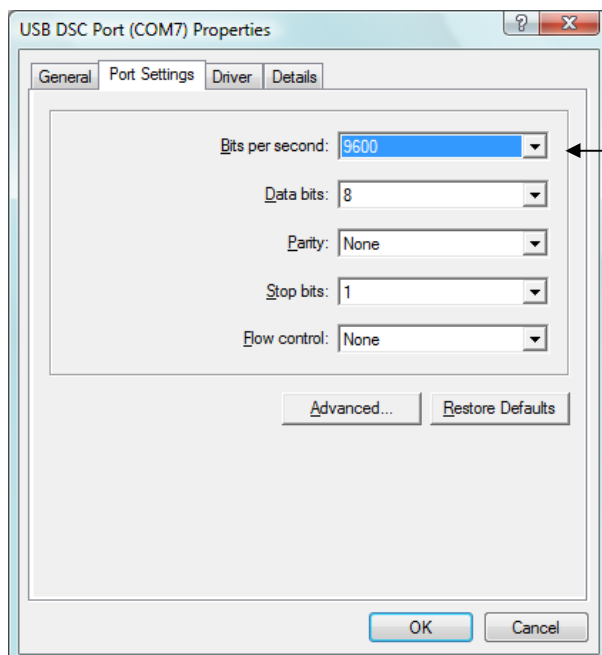 USB DSC Port (COM7) Properties
General Port Settings Driver Details
Bits per second: 9600
Data bits: 8
Parity: None
Stop bits: 1
Flow control: None
Advanced... Restore Defaults
OK Cancel